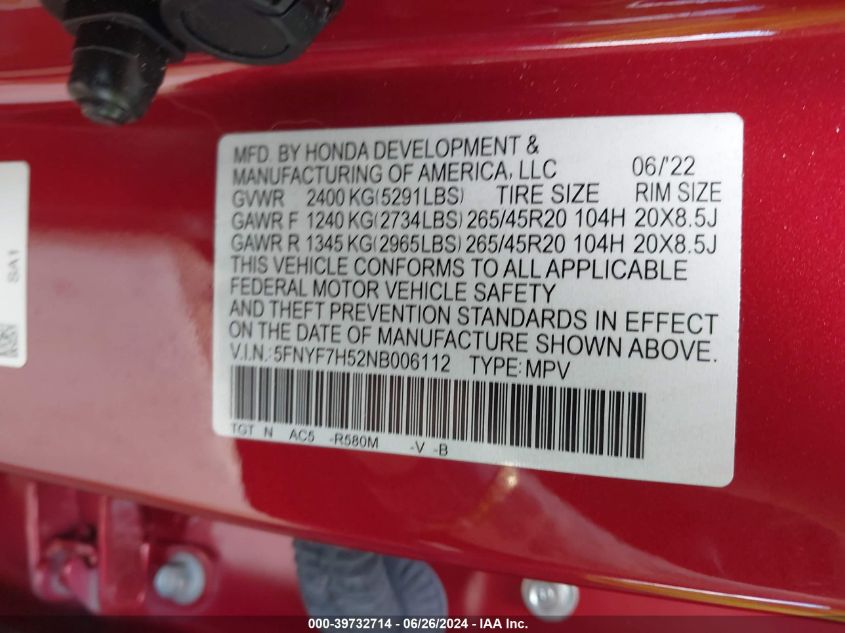 MFD. BY HONDA DEVELOPMENT &
MANUFACTURING OF AMERICA, LLC 06/'22
GVWR 2400 KG(5291LBS) TIRE SIZE RIM SIZE
GAWR F 1240 KG(2734LBS) 265/45R20 104H 20X8.5J
GAWR R 1345 KG(2965LBS) 265/45R20 104H 20X8.5J
THIS VEHICLE CONFORMS TO ALL APPLICABLE
FEDERAL MOTOR VEHICLE SAFETY
AND THEFT PREVENTION STANDARDS IN EFFECT
ON THE DATE OF MANUFACTURE SHOWN ABOVE.
V.I.N.: 5FNYF7H52NB006112 TYPE: MPV
TGT N AC5 -R580M -V -B
SA1
000-39732714 - 06/26/2024 - IAA Inc.